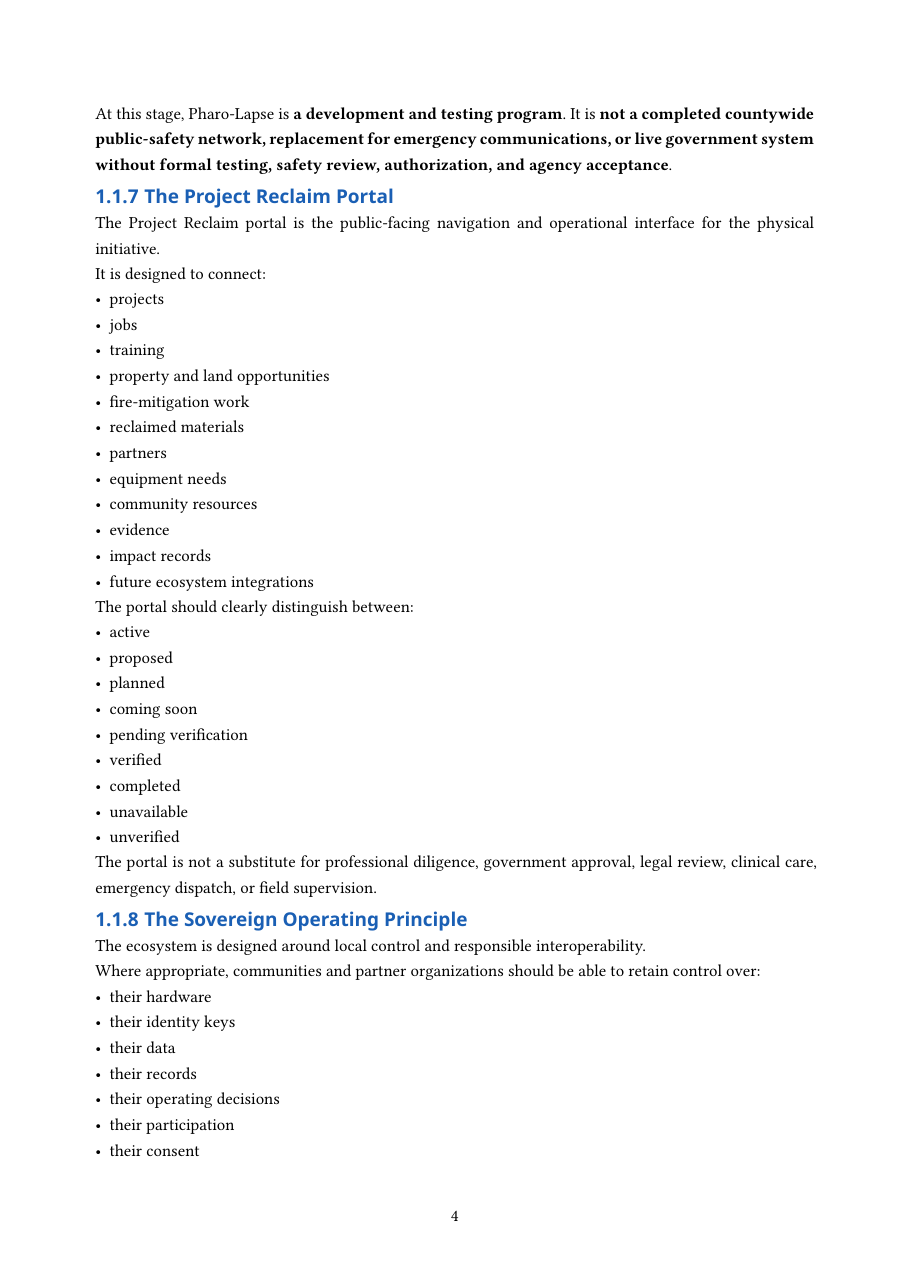 At this stage, Pharo-Lapse is a development and testing program. It is not a completed countywide
public-safety network, replacement for emergency communications, or live government system
without formal testing, safety review, authorization, and agency acceptance.
1.1.7 The Project Reclaim Portal
The Project Reclaim portal is the public-facing navigation and operational interface for the physical
initiative.
It is designed to connect:
• projects
• jobs
• training
• property and land opportunities
• fire-mitigation work
• reclaimed materials
• partners
• equipment needs
• community resources
• evidence
• impact records
• future ecosystem integrations
The portal should clearly distinguish between:
• active
• proposed
• planned
• coming soon
• pending verification
• verified
• completed
• unavailable
• unverified
The portal is not a substitute for professional diligence, government approval, legal review, clinical care,
emergency dispatch, or field supervision.
1.1.8 The Sovereign Operating Principle
The ecosystem is designed around local control and responsible interoperability.
Where appropriate, communities and partner organizations should be able to retain control over:
• their hardware
• their identity keys
• their data
• their records
• their operating decisions
• their participation
• their consent
4